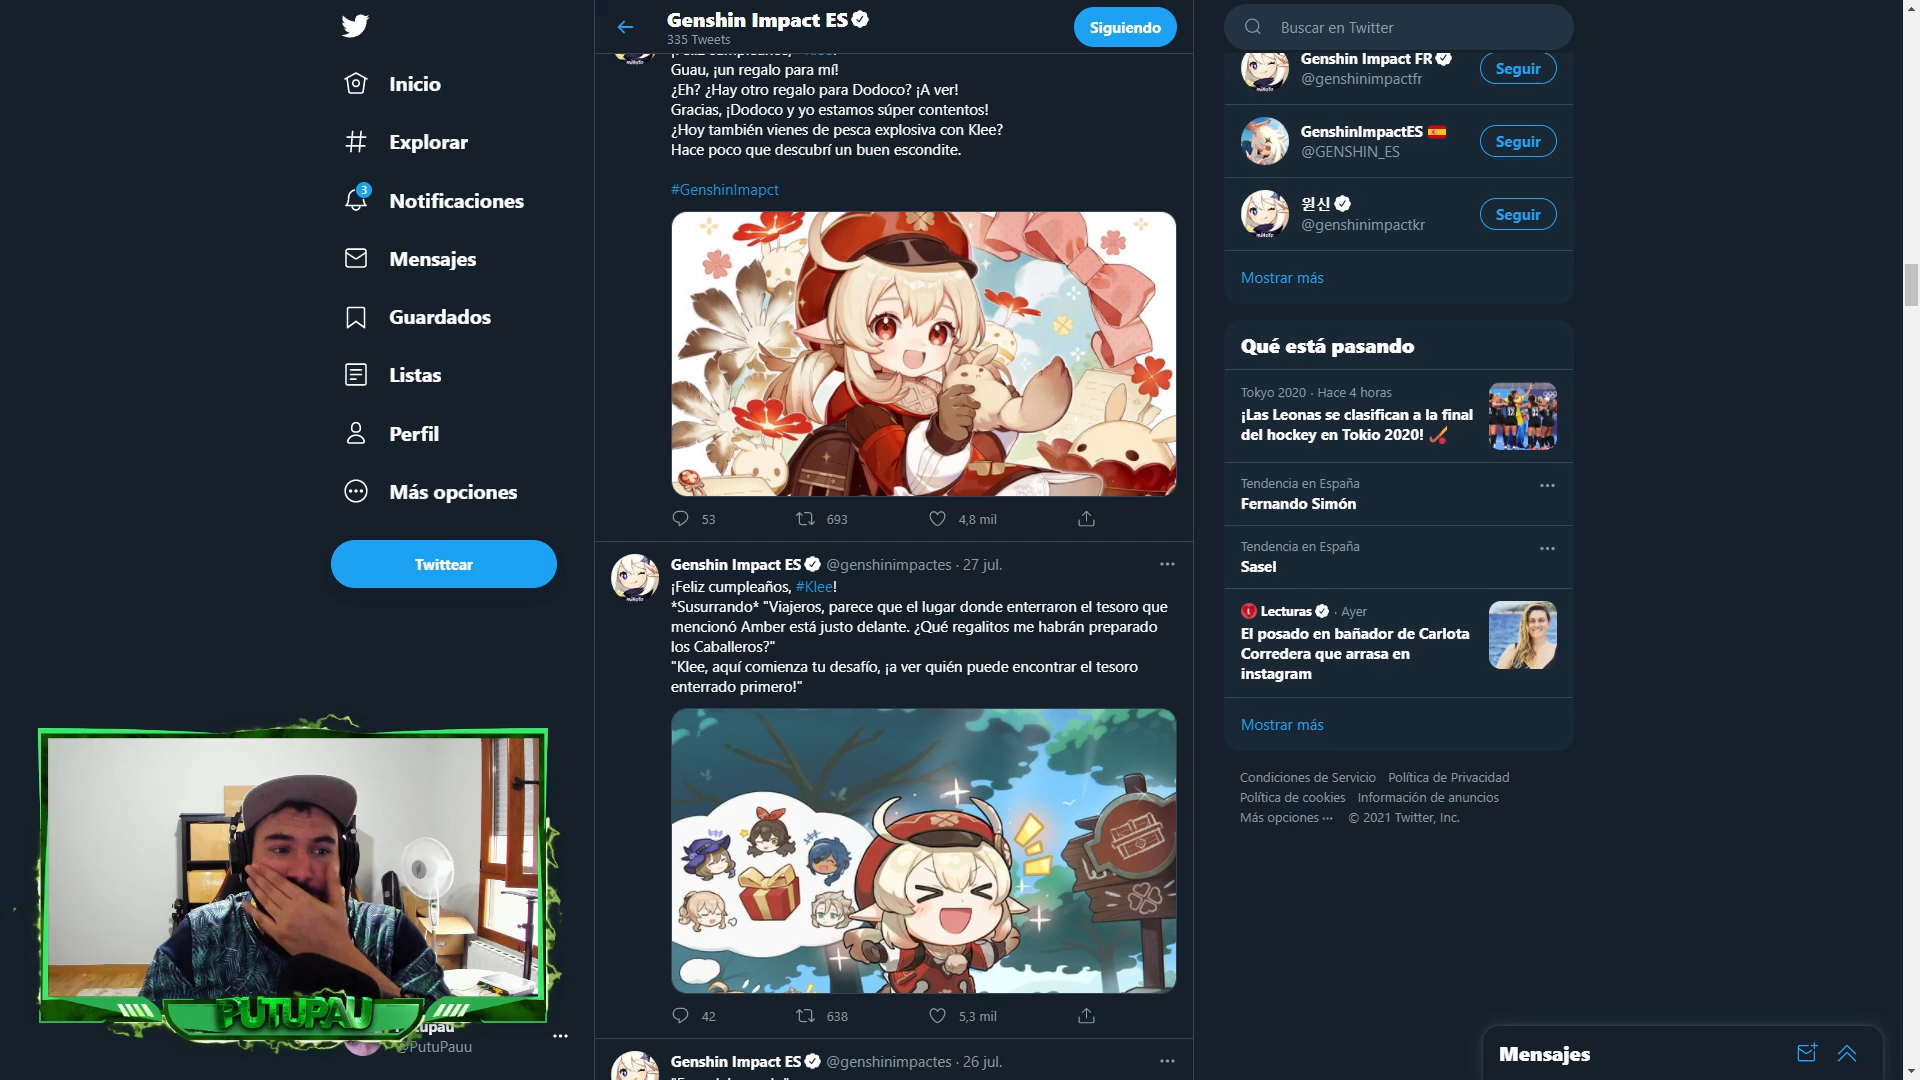 Inicio
Explorar
3
Notificaciones
Mensajes
Guardados
Listas
Perfil
Más opciones
Twittear
PUTUPAU
@PutuPauu
Genshin Impact ES
335 Tweets
Siguiendo
Guau, ¡un regalo para mí!
¿Eh? ¿Hay otro regalo para Dodoco? ¡A ver!
Gracias, ¡Dodoco y yo estamos súper contentos!
¿Hoy también vienes de pesca explosiva con Klee?
Hace poco que descubrí un buen escondite.
#GenshinImapct
53
693
4,8 mil
Genshin Impact ES @genshinimpactes · 27 jul.
¡Feliz cumpleaños, #Klee!
*Susurrando* "Viajeros, parece que el lugar donde enterraron el tesoro que
mencionó Amber está justo delante. ¿Qué regalitos me habrán preparado
los Caballeros?"
"Klee, aquí comienza tu desafío, ¡a ver quién puede encontrar el tesoro
enterrado primero!"
42
638
5,3 mil
Genshin Impact ES @genshinimpactes · 26 jul.
Buscar en Twitter
Genshin Impact FR
@genshinimpactfr
Seguir
GenshinImpactES
@GENSHIN_ES
Seguir
원신
@genshinimpactkr
Seguir
Mostrar más
Qué está pasando
Tokyo 2020 · Hace 4 horas
¡Las Leonas se clasifican a la final
del hockey en Tokio 2020!
Tendencia en España
Fernando Simón
Tendencia en España
Sasel
Lecturas · Ayer
El posado en bañador de Carlota
Corredera que arrasa en
instagram
Mostrar más
Condiciones de Servicio Política de Privacidad
Política de cookies Información de anuncios
Más opciones ··· © 2021 Twitter, Inc.
Mensajes